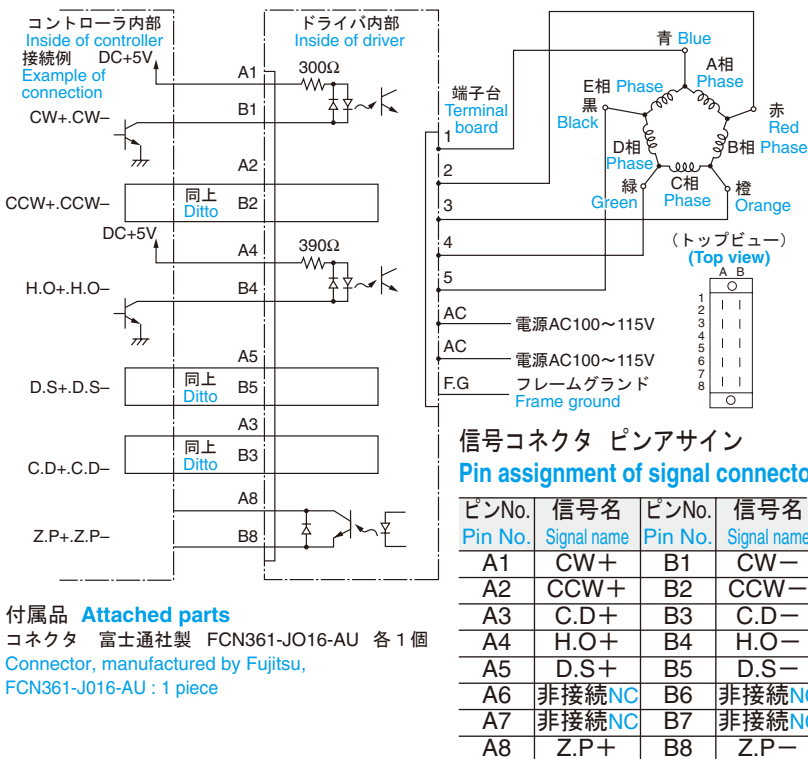 コントローラ内部
Inside of controller
接続例
Example of
connection
DC+5V
CW+.CW−
CCW+.CCW−
DC+5V
H.O+.H.O−
D.S+.D.S−
C.D+.C.D−
Z.P+.Z.P−
同上
Ditto
同上
Ditto
同上
Ditto
A1
B1
A2
B2
A4
B4
A5
B5
A3
B3
A8
B8
ドライバ内部
Inside of driver
300Ω
390Ω
端子台
Terminal
board
1
2
3
4
5
AC
AC
F.G
電源AC100〜115V
電源AC100〜115V
フレームグランド
Frame ground
青 Blue
A相
Phase
E相 Phase
黒
Black
赤
Red
B相 Phase
D相
Phase
C相
Phase
緑
Green
橙
Orange
(トップビュー)
(Top view)
A B
1
2
3
4
5
6
7
8
信号コネクタ ピンアサイン
Pin assignment of signal connecto
ピンNo. 信号名 ピンNo. 信号名
Pin No. Signal name Pin No. Signal name
A1 CW＋ B1 CW−
A2 CCW＋ B2 CCW−
A3 C.D＋ B3 C.D−
A4 H.O＋ B4 H.O−
A5 D.S＋ B5 D.S−
A6 非接続NC B6 非接続NC
A7 非接続NC B7 非接続NC
A8 Z.P＋ B8 Z.P−
付属品 Attached parts
コネクタ 富士通社製 FCN361-JO16-AU 各1個
Connector, manufactured by Fujitsu,
FCN361-J016-AU : 1 piece